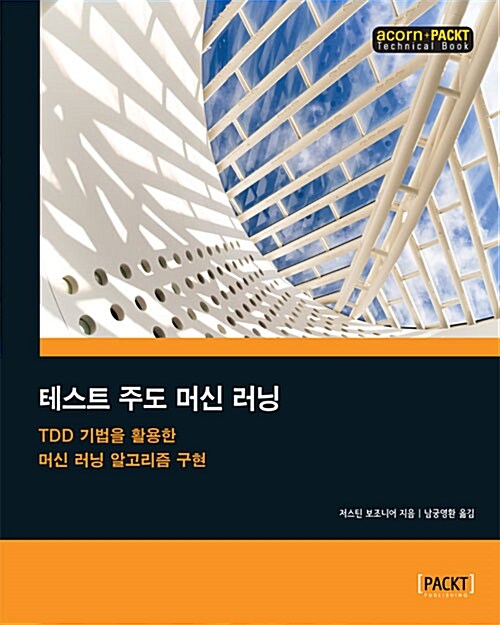 acorn+PACKT
Technical Book
테스트 주도 머신 러닝
TDD 기법을 활용한
머신 러닝 알고리즘 구현
저스틴 보조니어 지음 | 남궁영환 옮김
[PACKT]
PUBLISHING